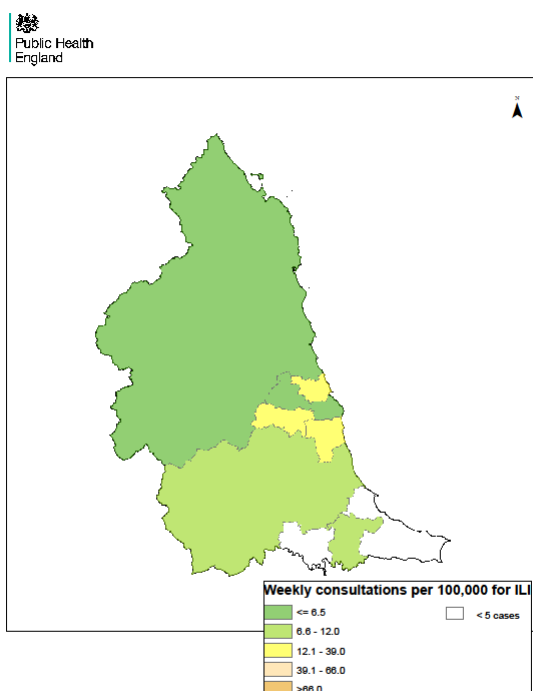 Public Health
England
N
Weekly consultations per 100,000 for ILI
<= 6.5
< 5 cases
6.6 - 12.0
12.1 - 39.0
39.1 - 66.0
>66.0